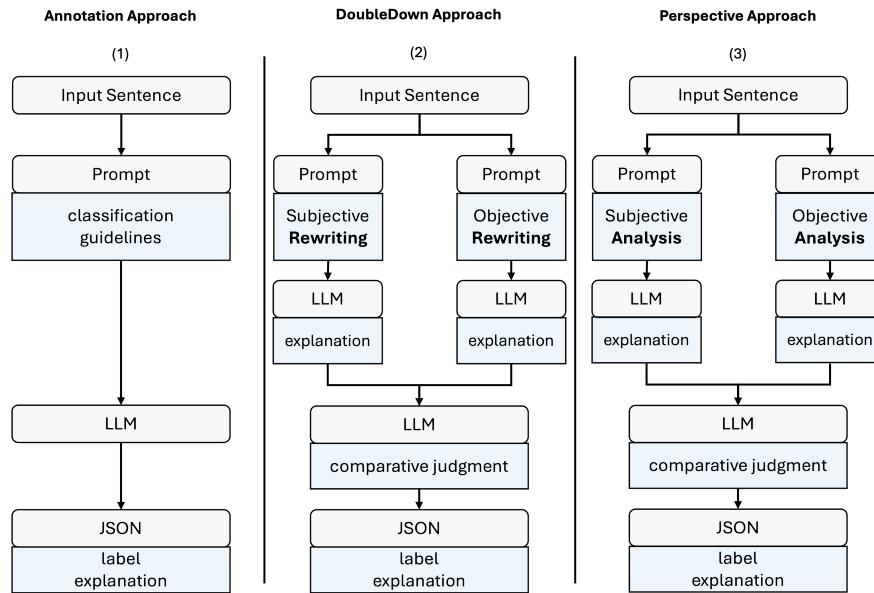 Annotation Approach
(1)
Input Sentence
Prompt
classification
guidelines
LLM
JSON
label
explanation
DoubleDown Approach
(2)
Input Sentence
Prompt
Subjective
Rewriting
LLM
explanation
Prompt
Objective
Rewriting
LLM
explanation
LLM
comparative judgment
JSON
label
explanation
Perspective Approach
(3)
Input Sentence
Prompt
Subjective
Analysis
LLM
explanation
Prompt
Objective
Analysis
LLM
explanation
LLM
comparative judgment
JSON
label
explanation